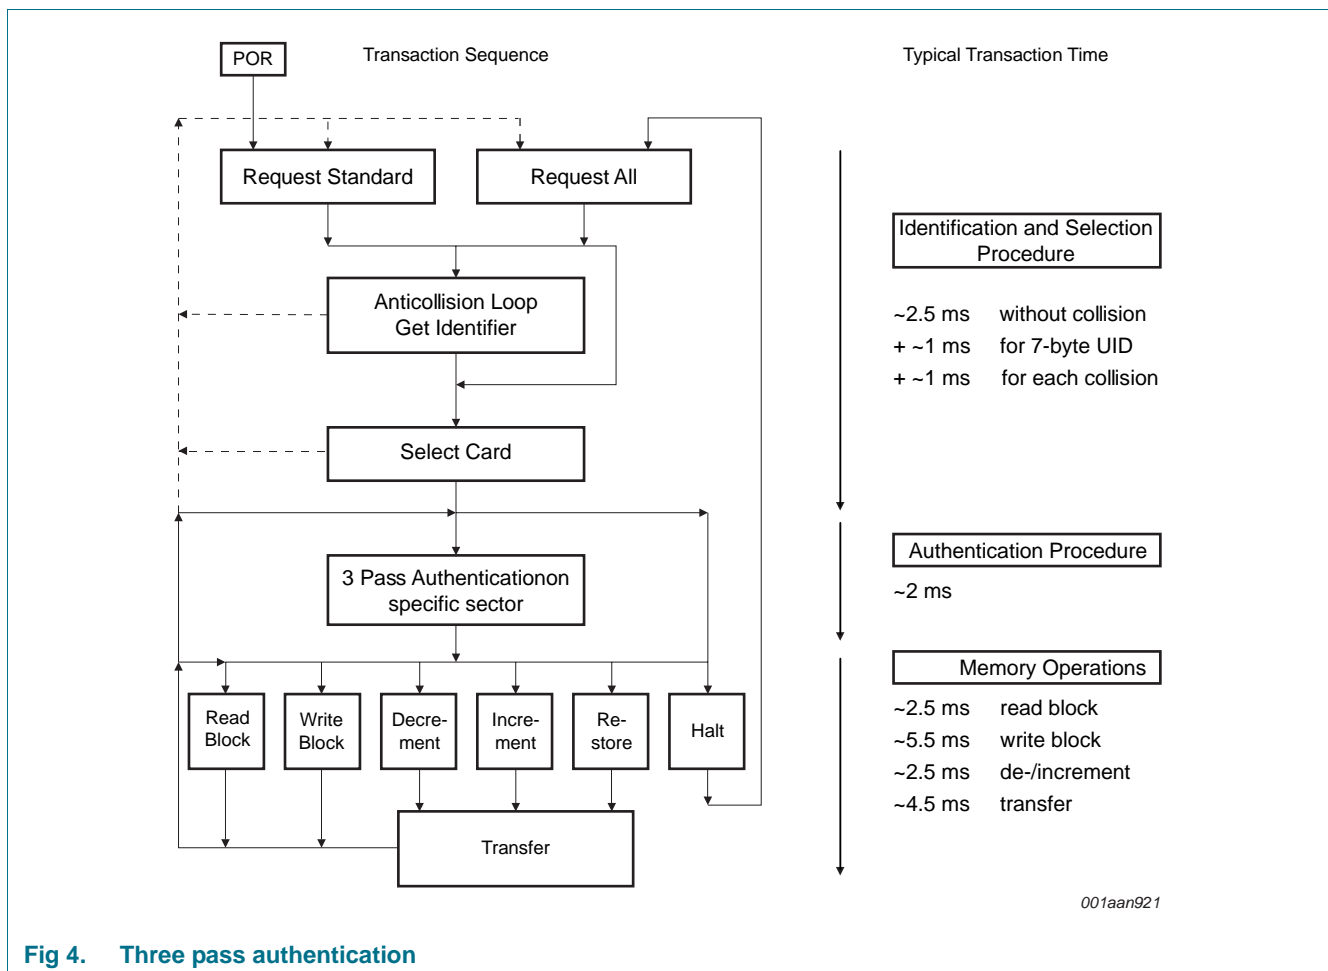 POR
Transaction Sequence
Typical Transaction Time
Request Standard
Request All
Identification and Selection
Procedure
Anticollision Loop
Get Identifier
~2.5 ms without collision
+ ~1 ms for 7-byte UID
+ ~1 ms for each collision
Select Card
Authentication Procedure
3 Pass Authenticationon
specific sector
~2 ms
Memory Operations
Read
Block
Write
Block
Decre-
ment
Incre-
ment
Re-
store
Halt
~2.5 ms read block
~5.5 ms write block
~2.5 ms de-/increment
~4.5 ms transfer
Transfer
001aan921
Fig 4. Three pass authentication